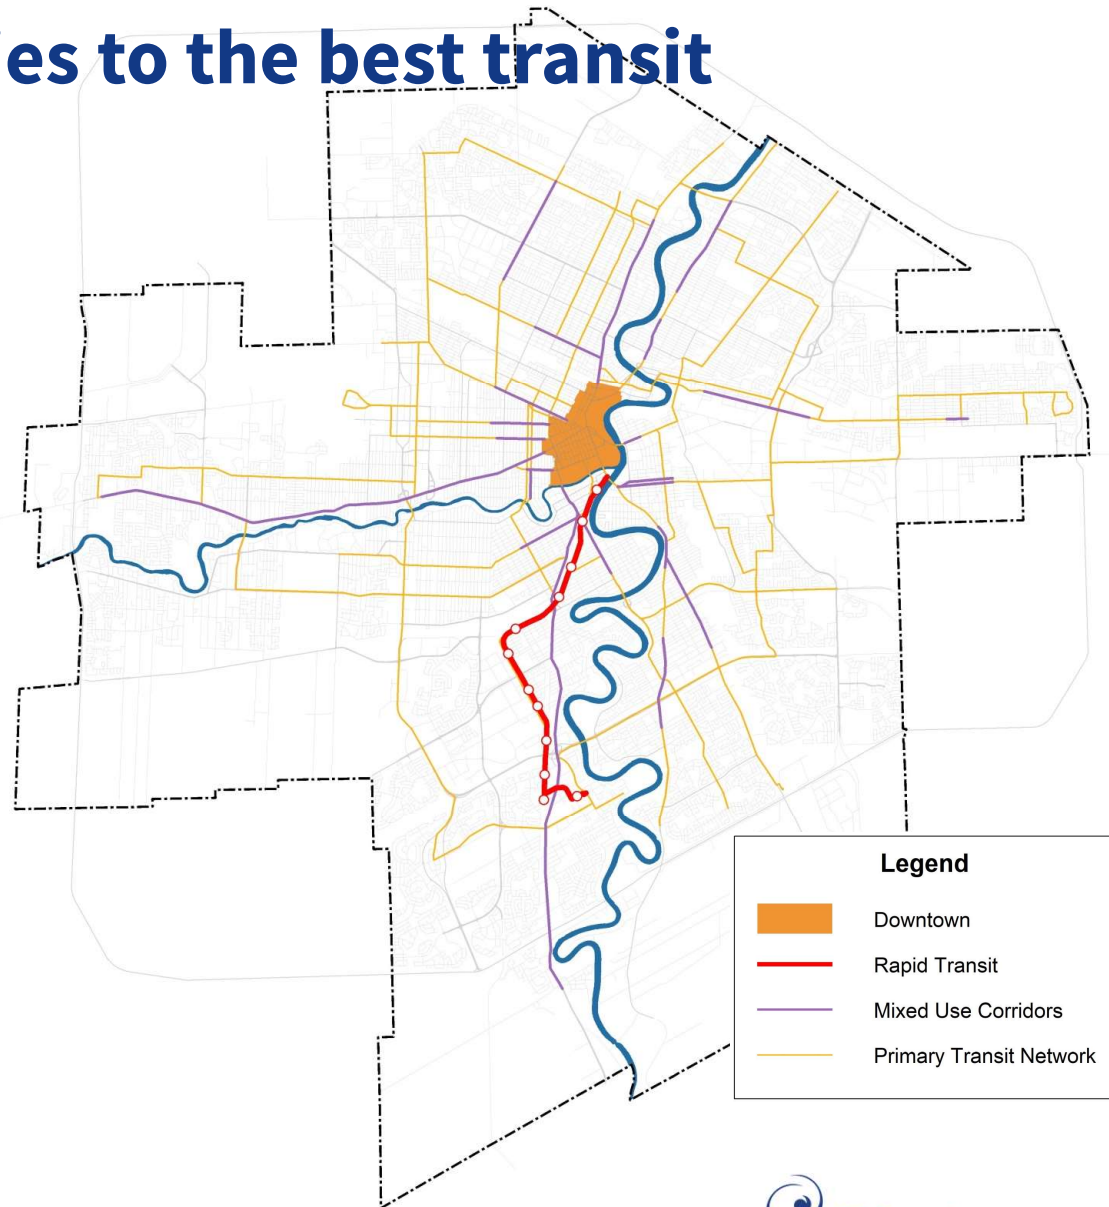 es to the best transit
Legend
Downtown
Rapid Transit
Mixed Use Corridors
Primary Transit Network